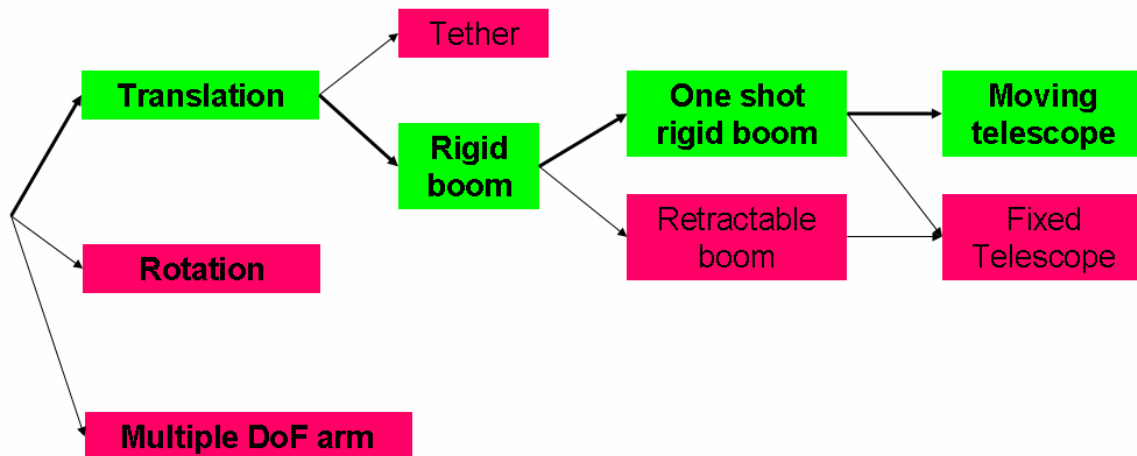 Tether
Translation
One shot
rigid boom
Moving
telescope
Rigid
boom
Retractable
boom
Fixed
Telescope
Rotation
Multiple DoF arm